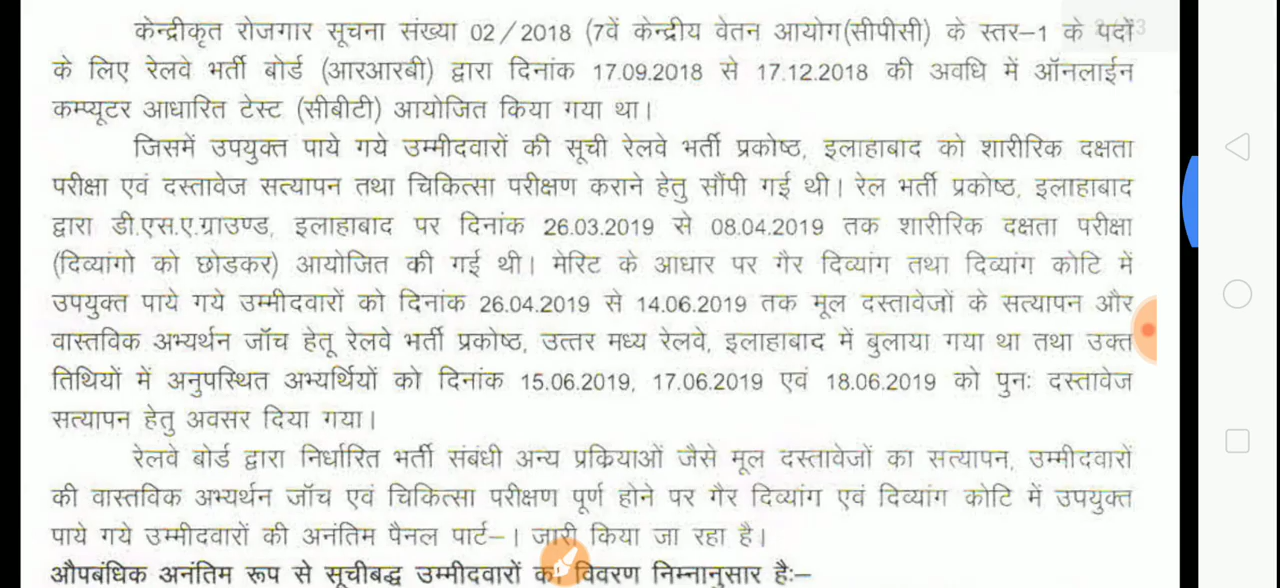 केन्द्रीकृत रोजगार सूचना संख्या 02/2018 (7वें केन्द्रीय वेतन आयोग(सीपीसी) के स्तर–1 के पदों
के लिए रेलवे भर्ती बोर्ड (आरआरबी) द्वारा दिनांक 17.09.2018 से 17.12.2018 की अवधि में ऑनलाईन
कम्प्यूटर आधारित टेस्ट (सीबीटी) आयोजित किया गया था।
जिसमें उपयुक्त पाये गये उम्मीदवारों की सूची रेलवे भर्ती प्रकोष्ठ, इलाहाबाद को शारीरिक दक्षता
परीक्षा एवं दस्तावेज सत्यापन तथा चिकित्सा परीक्षण कराने हेतु सौंपी गई थी। रेल भर्ती प्रकोष्ठ, इलाहाबाद
द्वारा डी.एस.ए.ग्राउण्ड, इलाहाबाद पर दिनांक 26.03.2019 से 08.04.2019 तक शारीरिक दक्षता परीक्षा
(दिव्यांगो को छोडकर) आयोजित की गई थी। मेरिट के आधार पर गैर दिव्यांग तथा दिव्यांग कोटि में
उपयुक्त पाये गये उम्मीदवारों को दिनांक 26.04.2019 से 14.06.2019 तक मूल दस्तावेजों के सत्यापन और
वास्तविक अभ्यर्थन जॉच हेतू रेलवे भर्ती प्रकोष्ठ, उत्तर मध्य रेलवे, इलाहाबाद में बुलाया गया था तथा उक्त
तिथियों में अनुपस्थित अभ्यर्थियों को दिनांक 15.06.2019, 17.06.2019 एवं 18.06.2019 को पुनः दस्तावेज
सत्यापन हेतु अवसर दिया गया।
रेलवे बोर्ड द्वारा निर्धारित भर्ती संबंधी अन्य प्रकियाओं जैसे मूल दस्तावेजों का सत्यापन, उम्मीदवारों
की वास्तविक अभ्यर्थन जॉच एवं चिकित्सा परीक्षण पूर्ण होने पर गैर दिव्यांग एवं दिव्यांग कोटि में उपयुक्त
पाये गये उम्मीदवारों की अनंतिम पैनल पार्ट–। जारी किया जा रहा है।
औपबंधिक अनंतिम रूप से सूचीबद्ध उम्मीदवारों का विवरण निम्नानुसार है:–